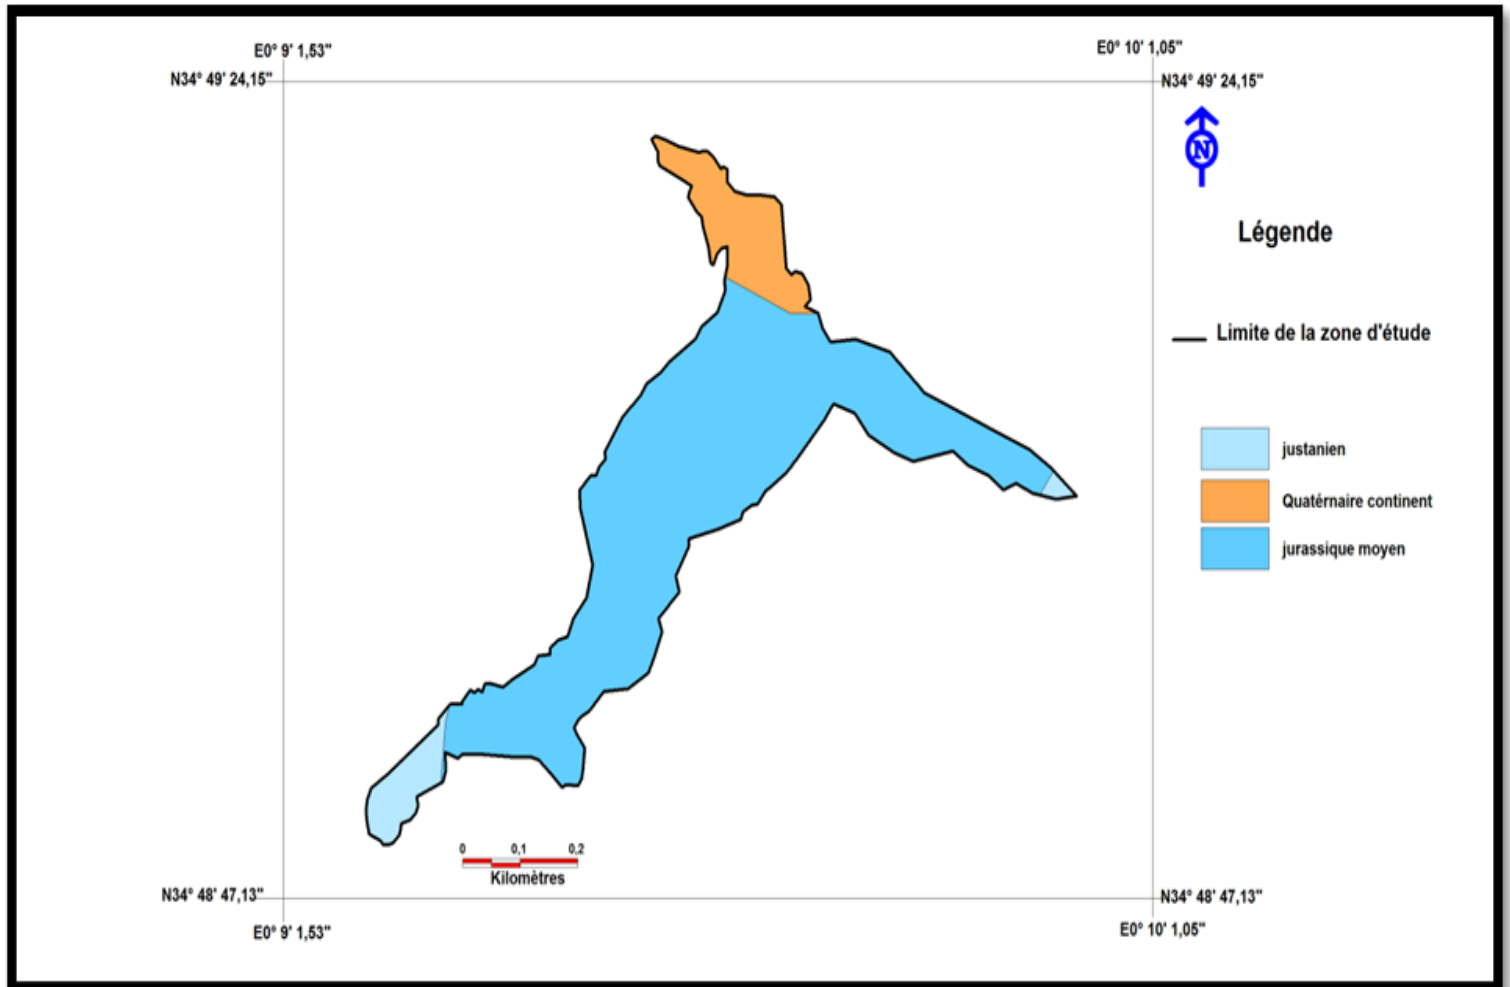 E0° 9' 1,53"
E0° 10' 1,05"
N34° 49' 24,15"
N34° 49' 24,15"
N
Légende
Limite de la zone d'étude
justanien
Quatérnaire continent
jurassique moyen
0 0,1 0,2
Kilomètres
N34° 48' 47,13"
N34° 48' 47,13"
E0° 9' 1,53"
E0° 10' 1,05"